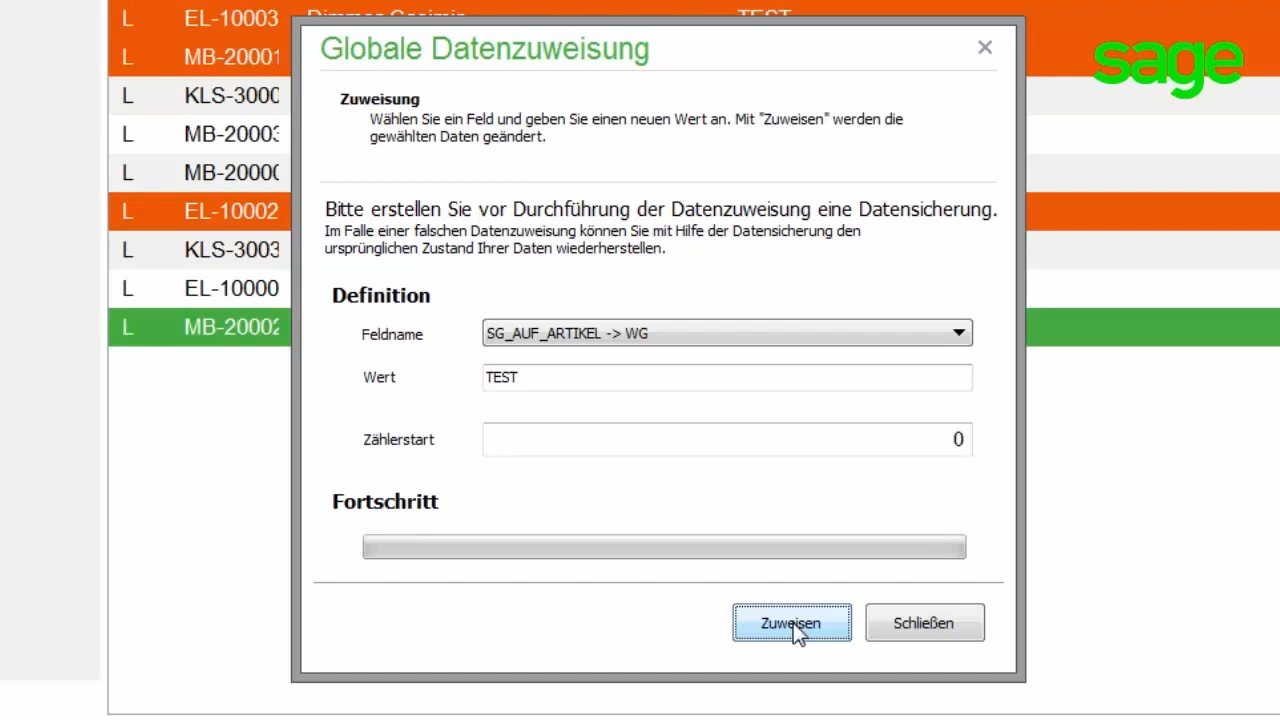 L EL-10003 Dimmer Casimis TEST
L MB-20001
sage
L KLS-3000
L MB-20003
L MB-20000
L EL-10002
L KLS-3003
L EL-10000
L MB-20002
Globale Datenzuweisung
Zuweisung
Wählen Sie ein Feld und geben Sie einen neuen Wert an. Mit "Zuweisen" werden die
gewählten Daten geändert.
Bitte erstellen Sie vor Durchführung der Datenzuweisung eine Datensicherung.
Im Falle einer falschen Datenzuweisung können Sie mit Hilfe der Datensicherung den
ursprünglichen Zustand Ihrer Daten wiederherstellen.
Definition
Feldname SG_AUF_ARTIKEL -> WG
Wert TEST
Zählerstart 0
Fortschritt
Zuweisen Schließen